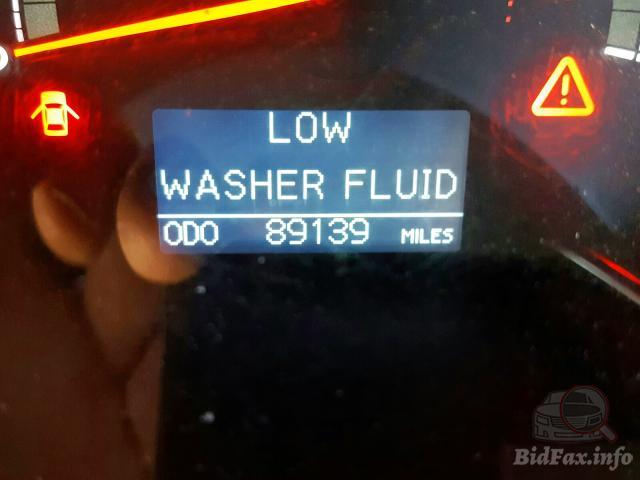 LOW
WASHER FLUID
ODO 89139 MILES
BidFax.info